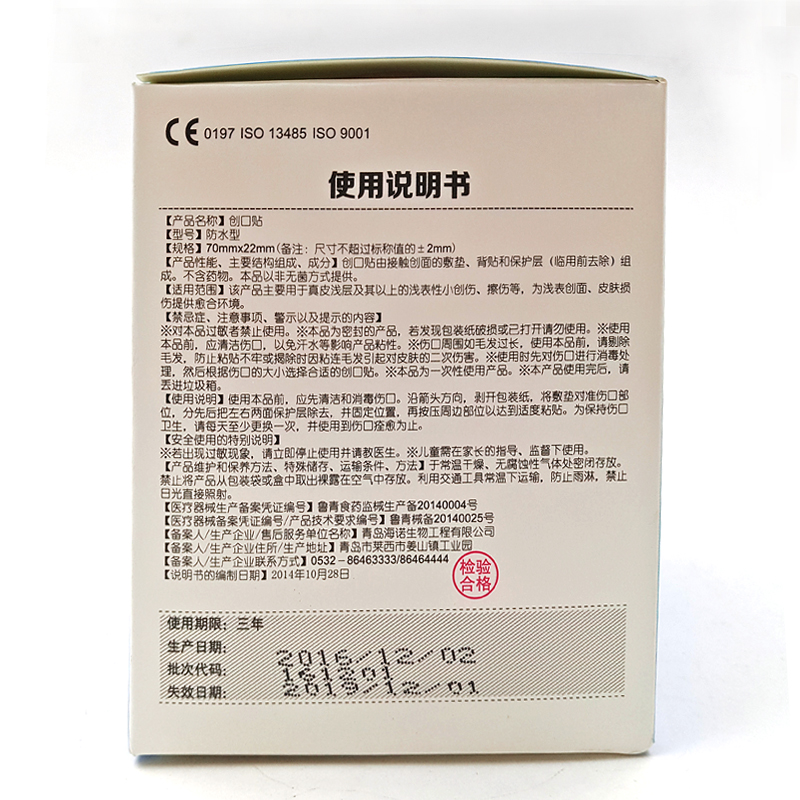 CE 0197 ISO 13485 ISO 9001
使用说明书
【产品名称】创口贴
【型号】防水型
【规格】70mmx22mm(备注：尺寸不超过标称值的±2mm)
【产品性能、主要结构组成、成分】创口贴由接触创面的敷垫、背贴和保护层（临用前去除）组
成。不含药物。本品以非无菌方式提供。
【适用范围】该产品主要用于真皮浅层及其以上的浅表性小创伤、擦伤等，为浅表创面、皮肤损
伤提供愈合环境。
【禁忌症、注意事项、警示以及提示的内容】
※对本品过敏者禁止使用。※本品为密封的产品，若发现包装纸破损或已打开请勿使用。※使用
本品前，应清洁伤口，以免汗水等影响产品粘性。※伤口周围如毛发过长，使用本品前，请剔除
毛发，防止粘贴不牢或揭除时因粘连毛发引起对皮肤的二次伤害。※使用时先对伤口进行消毒处
理，然后根据伤口的大小选择合适的创口贴。※本品为一次性使用产品。※本产品使用完后，请
丢进垃圾箱。
【使用说明】使用本品前，应先清洁和消毒伤口。沿箭头方向，剥开包装纸，将敷垫对准伤口部
位，分先后把左右两面保护层除去，并固定位置，再按压周边部位以达到适度粘贴。为保持伤口
卫生，请每天至少更换一次，并使用到伤口痊愈为止。
【安全使用的特别说明】
※若出现过敏现象，请立即停止使用并请教医生。※儿童需在家长的指导、监督下使用。
【产品维护和保养方法、特殊储存、运输条件、方法】于常温干燥、无腐蚀性气体处密闭存放。
禁止将产品从包装袋或盒中取出裸露在空气中存放。利用交通工具常温下运输，防止雨淋，禁止
日光直接照射。
【医疗器械生产备案凭证编号】鲁青食药监械生产备20140004号
【医疗器械备案凭证编号/产品技术要求编号】鲁青械备20140025号
【备案人/生产企业/售后服务单位名称】青岛海诺生物工程有限公司
【备案人/生产企业住所/生产地址】青岛市莱西市姜山镇工业园
【备案人/生产企业联系方式】0532－86463333/86464444
【说明书的编制日期】2014年10月28日
检验
合格
使用期限：三年
生产日期：2016/12/02
批次代码：161201
失效日期：2019/12/01